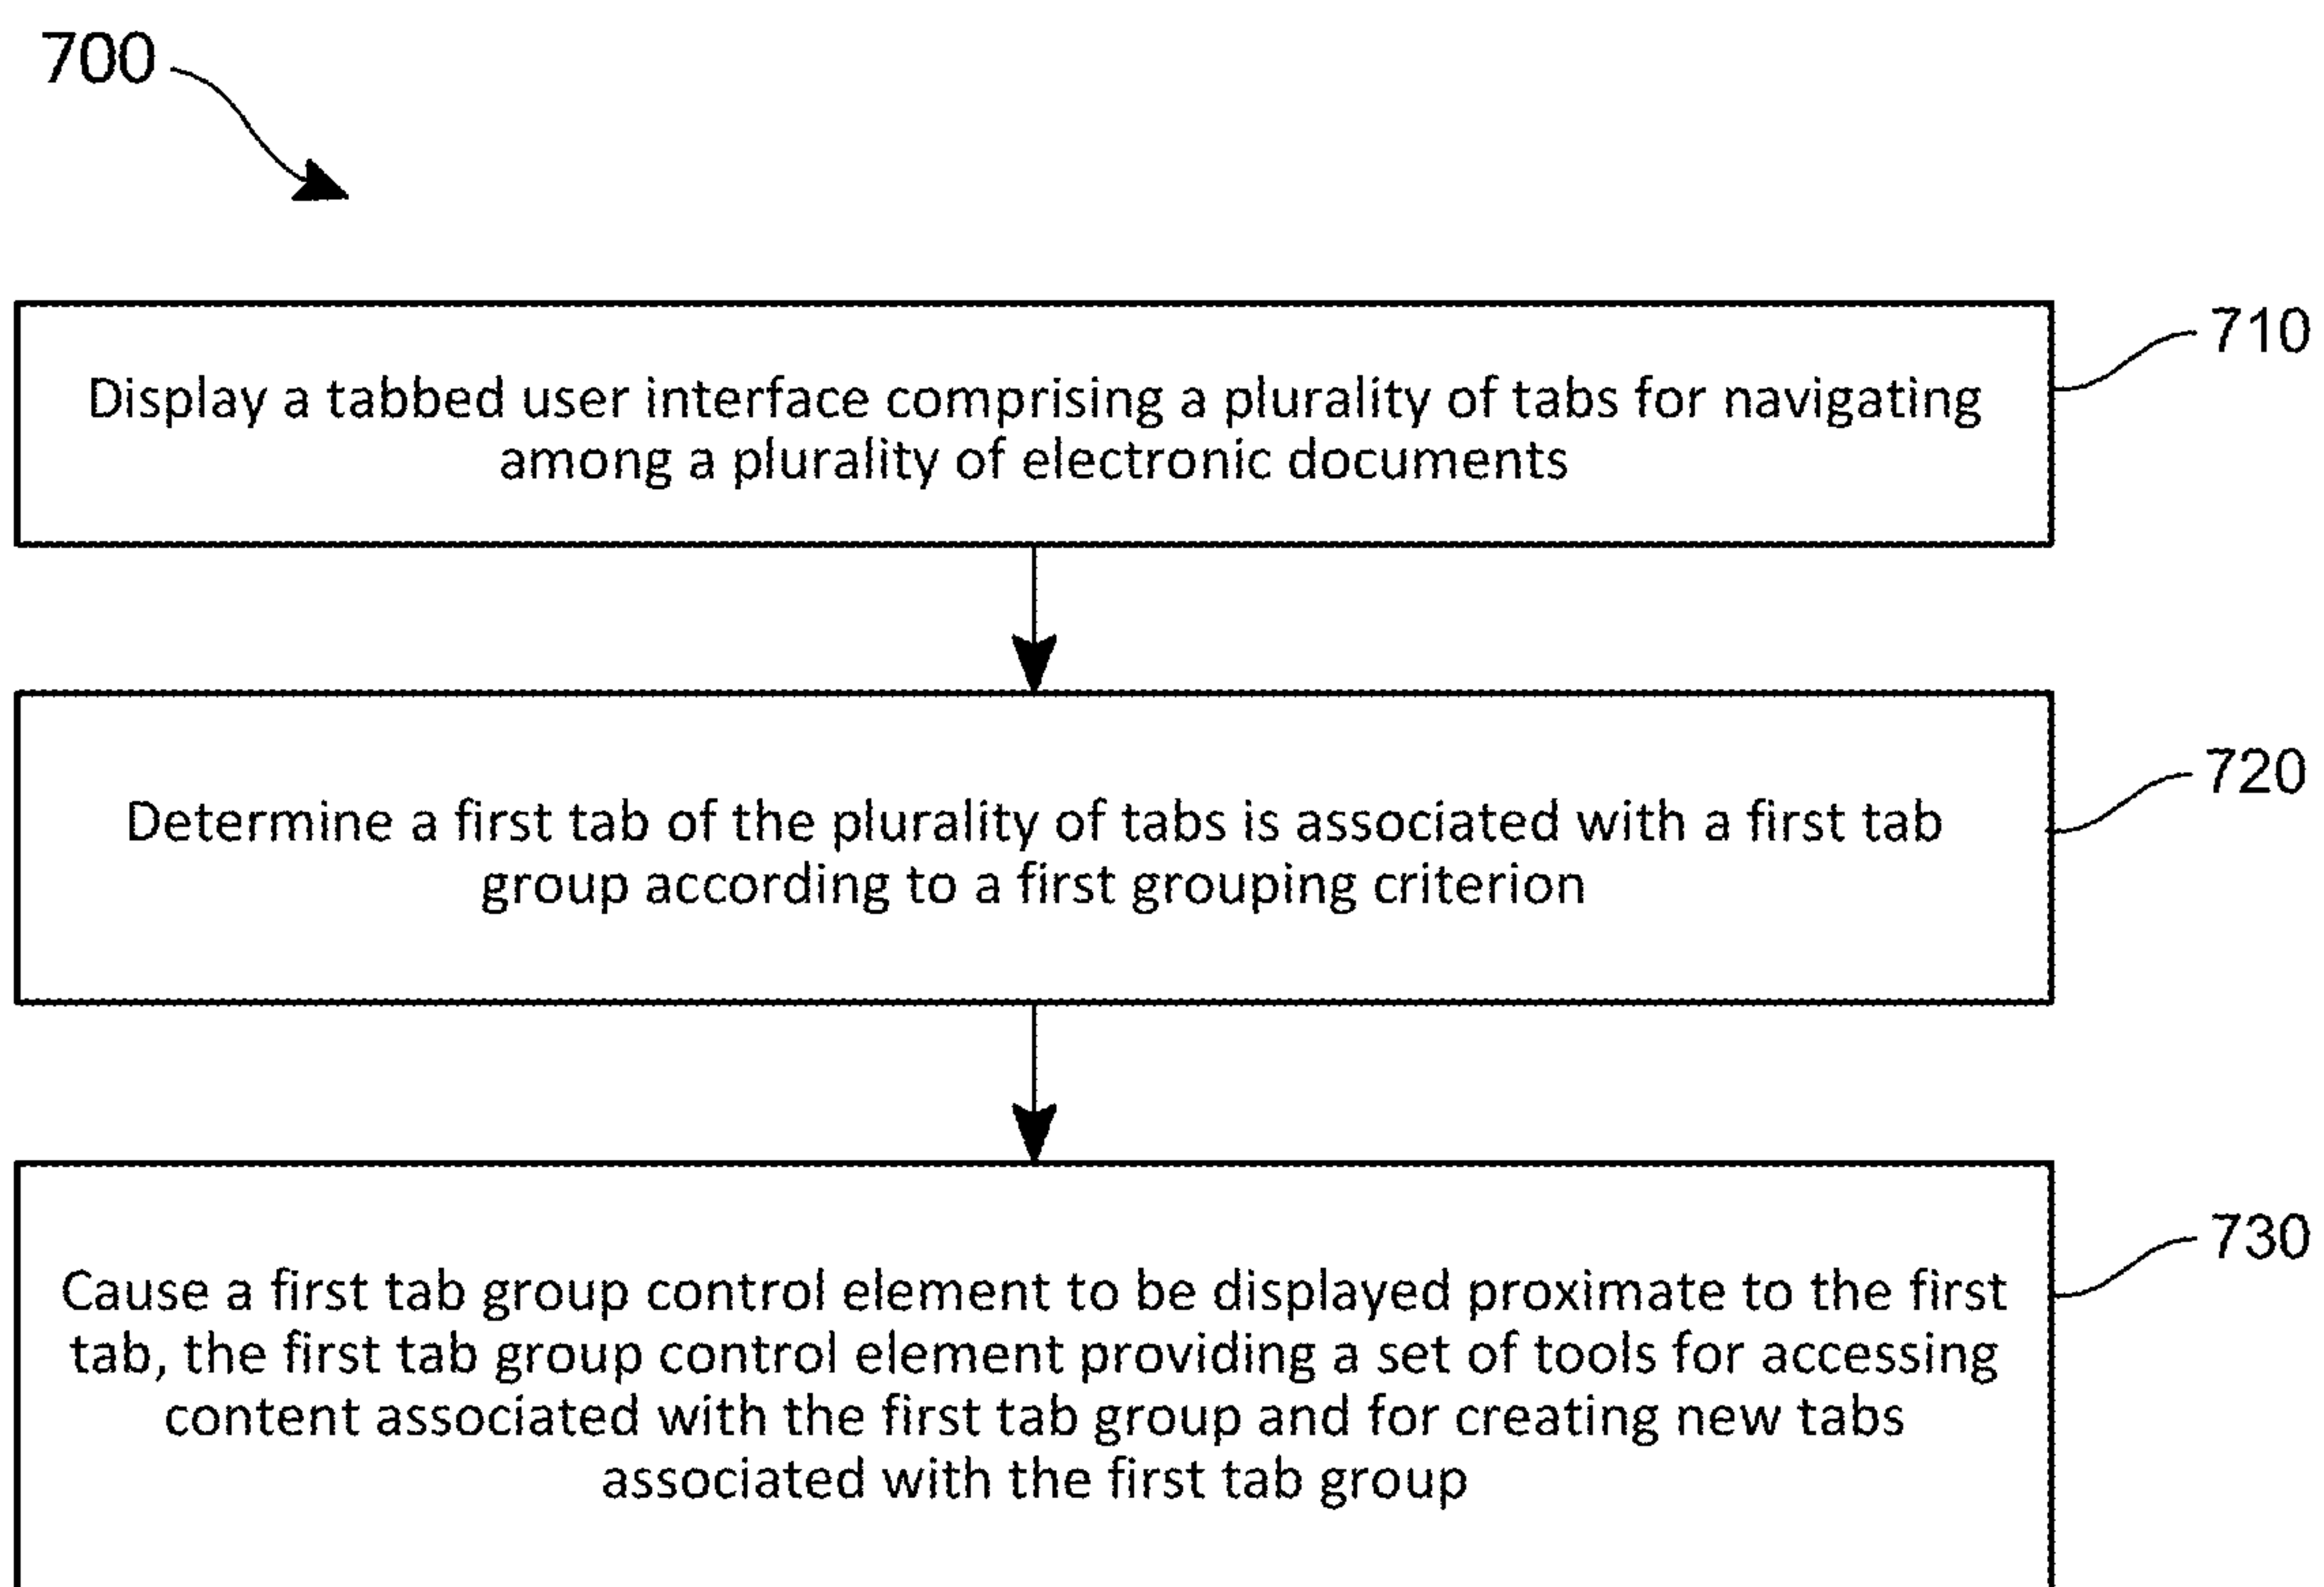 700
710
Display a tabbed user interface comprising a plurality of tabs for navigating
among a plurality of electronic documents
720
Determine a first tab of the plurality of tabs is associated with a first tab
group according to a first grouping criterion
730
Cause a first tab group control element to be displayed proximate to the first
tab, the first tab group control element providing a set of tools for accessing
content associated with the first tab group and for creating new tabs
associated with the first tab group